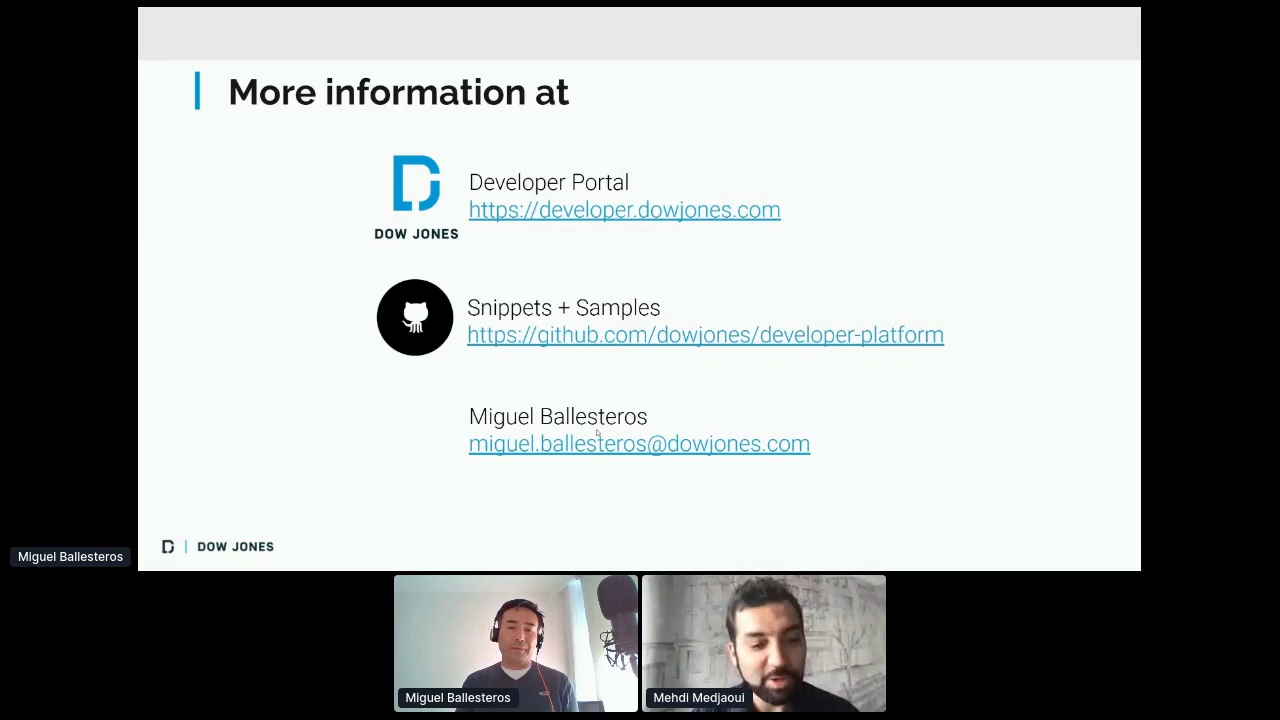 More information at
Developer Portal
https://developer.dowjones.com
DOW JONES
Snippets + Samples
https://github.com/dowjones/developer-platform
Miguel Ballesteros
miguel.ballesteros@dowjones.com
DOW JONES
Miguel Ballesteros
Miguel Ballesteros
Mehdi Medjaoui